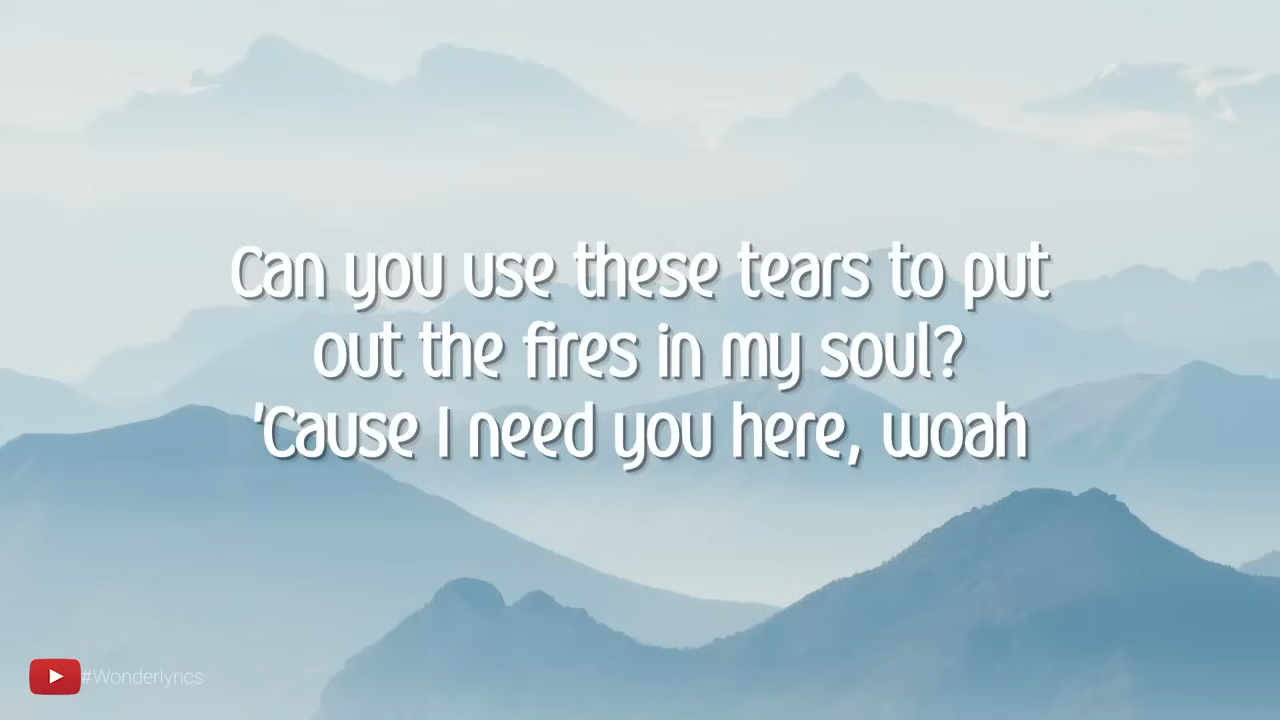 Can you use these tears to put
out the fires in my soul?
'Cause I need you here, woah
#Wonderlyrics